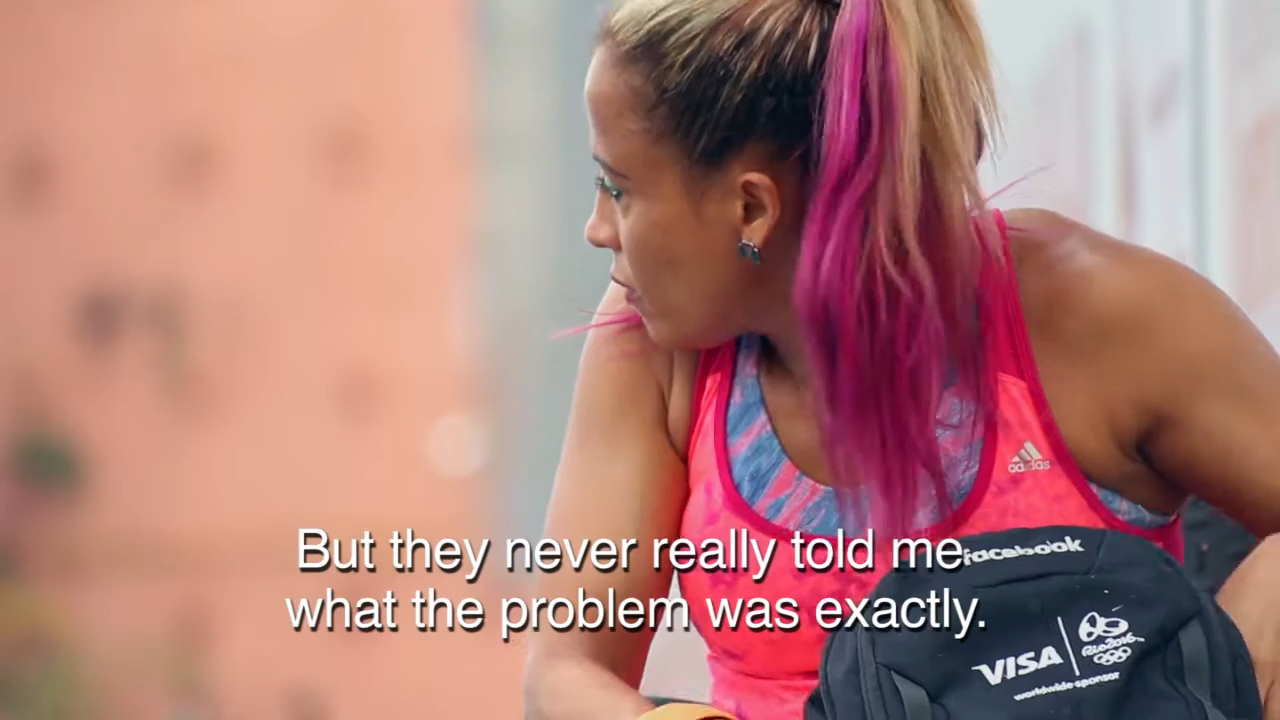 adidas
But they never really told me
what the problem was exactly.
facebook
VISA
Rio2016
worldwide sponsor